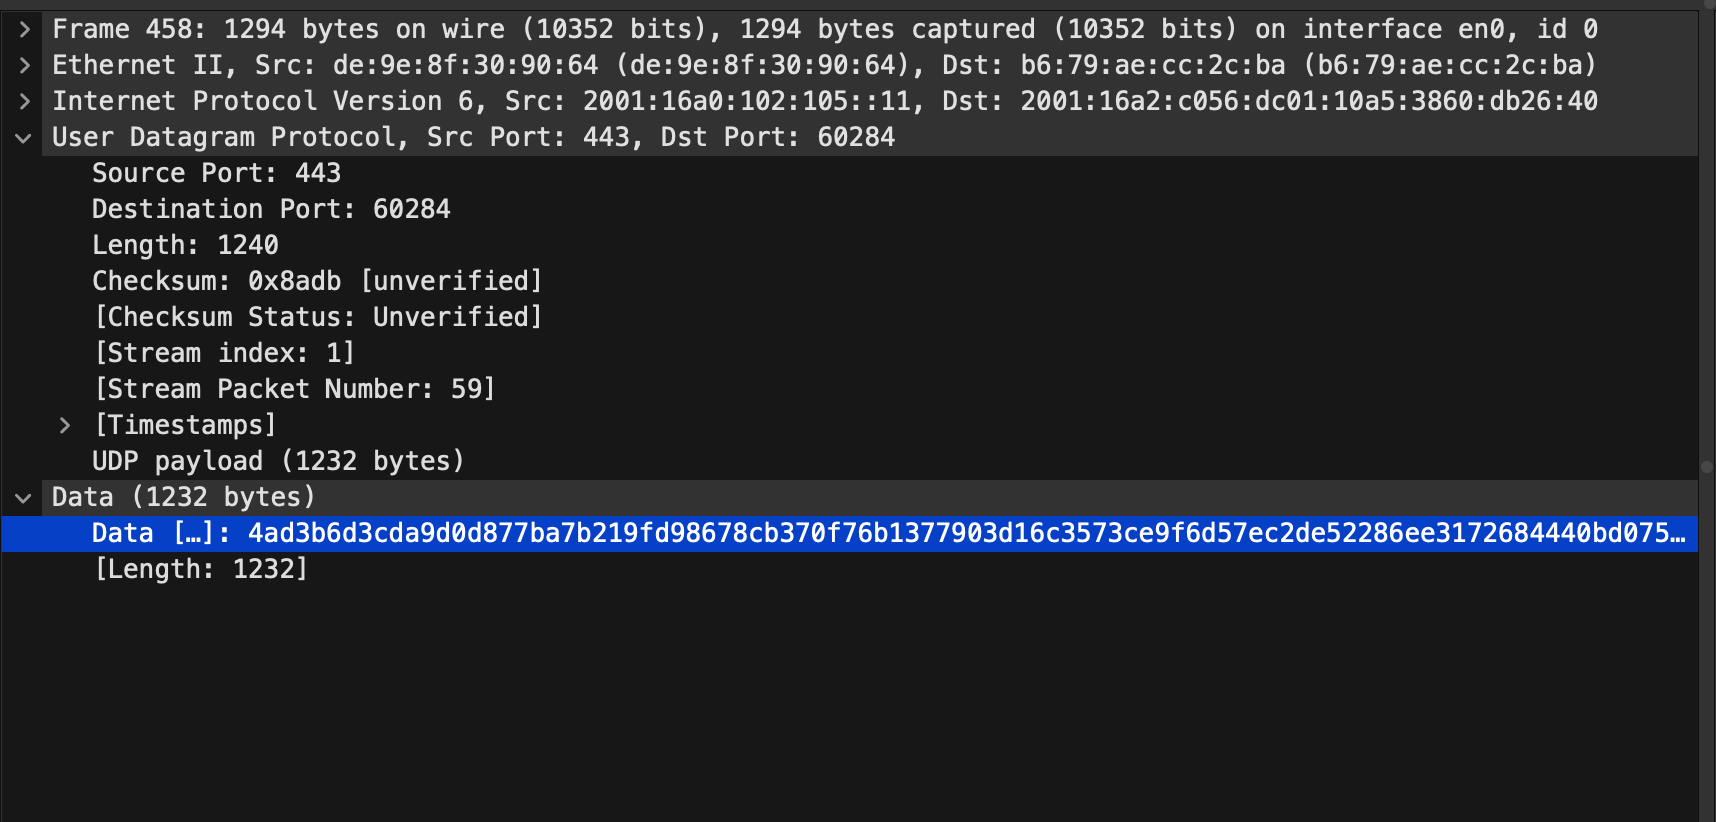 Frame 458: 1294 bytes on wire (10352 bits), 1294 bytes captured (10352 bits) on interface en0, id 0
Ethernet II, Src: de:9e:8f:30:90:64 (de:9e:8f:30:90:64), Dst: b6:79:ae:cc:2c:ba (b6:79:ae:cc:2c:ba)
Internet Protocol Version 6, Src: 2001:16a0:102:105::11, Dst: 2001:16a2:c056:dc01:10a5:3860:db26:40
User Datagram Protocol, Src Port: 443, Dst Port: 60284
Source Port: 443
Destination Port: 60284
Length: 1240
Checksum: 0x8adb [unverified]
[Checksum Status: Unverified]
[Stream index: 1]
[Stream Packet Number: 59]
[Timestamps]
UDP payload (1232 bytes)
Data (1232 bytes)
Data […]: 4ad3b6d3cda9d0d877ba7b219fd98678cb370f76b1377903d16c3573ce9f6d57ec2de52286ee3172684440bd075…
[Length: 1232]